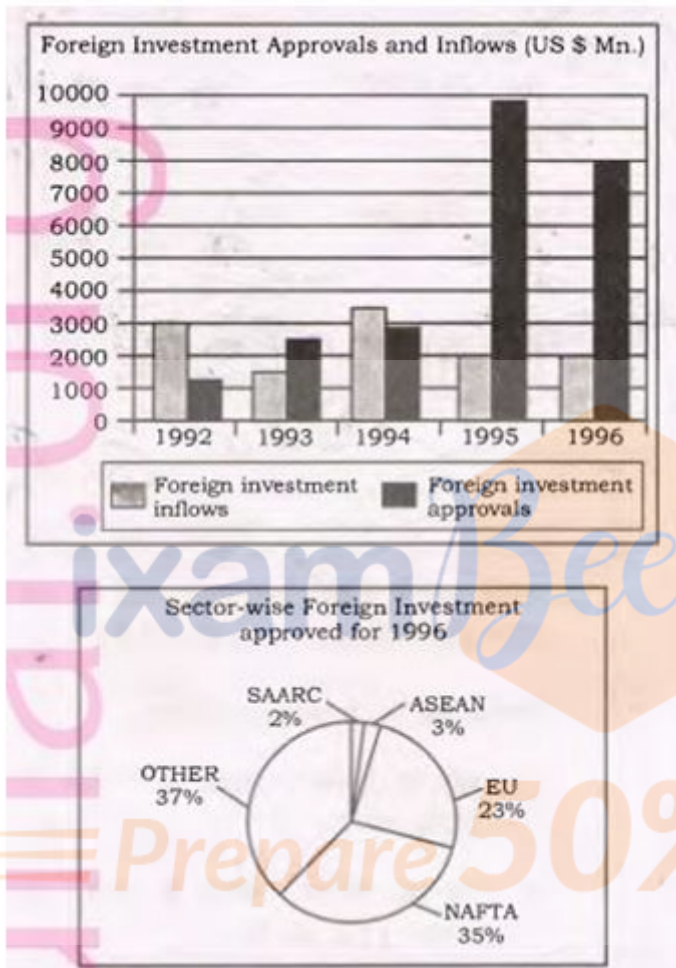 Foreign Investment Approvals and Inflows (US $ Mn.)
10000
9000
8000
7000
6000
5000
4000
3000
2000
1000
0
1992 1993 1994 1995 1996
Foreign investment
inflows
Foreign investment
approvals
ixamBee
Sector-wise Foreign Investment
approved for 1996
SAARC
2%
ASEAN
3%
OTHER
37%
EU
23%
Prepare 50%
NAFTA
35%